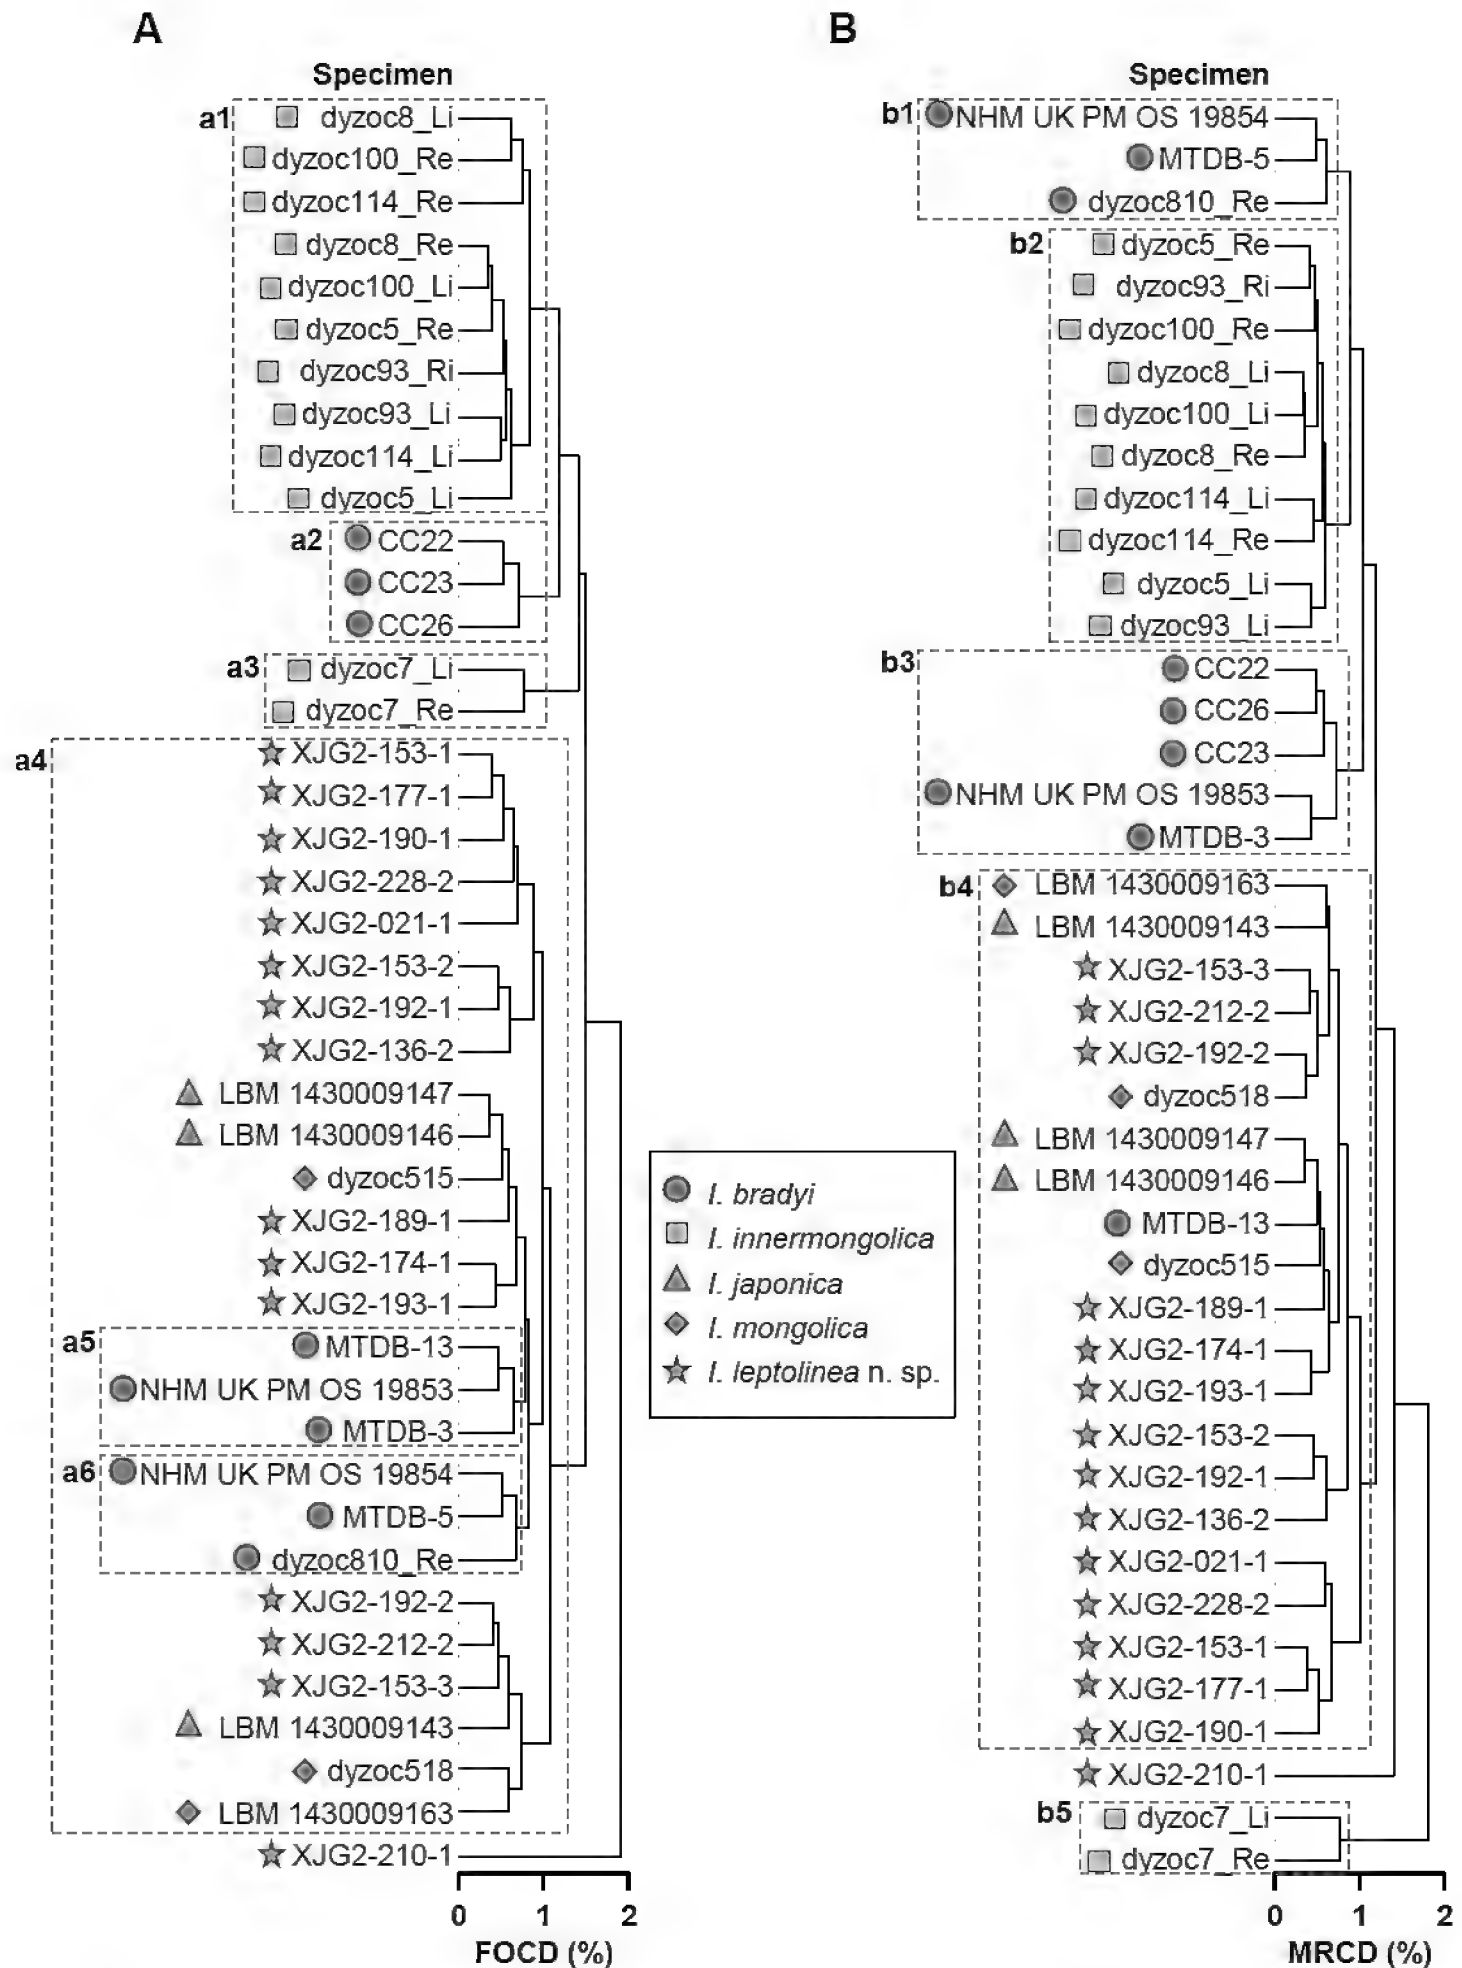 A
Specimen
a1
dyzoc8_Li
dyzoc100_Re
dyzoc114_Re
dyzoc8_Re
dyzoc100_Li
dyzoc5_Re
dyzoc93_Ri
dyzoc93_Li
dyzoc114_Li
dyzoc5_Li
a2
CC22
CC23
CC26
a3
dyzoc7_Li
dyzoc7_Re
a4
XJG2-153-1
XJG2-177-1
XJG2-190-1
XJG2-228-2
XJG2-021-1
XJG2-153-2
XJG2-192-1
XJG2-136-2
LBM 1430009147
LBM 1430009146
dyzoc515
XJG2-189-1
XJG2-174-1
XJG2-193-1
a5
MTDB-13
NHM UK PM OS 19853
MTDB-3
a6
NHM UK PM OS 19854
MTDB-5
dyzoc810_Re
XJG2-192-2
XJG2-212-2
XJG2-153-3
LBM 1430009143
dyzoc518
LBM 1430009163
XJG2-210-1
0 1 2
FOCD (%)
I. bradyi
I. innermongolica
I. japonica
I. mongolica
I. leptolinea n. sp.
B
Specimen
b1
NHM UK PM OS 19854
MTDB-5
dyzoc810_Re
b2
dyzoc5_Re
dyzoc93_Ri
dyzoc100_Re
dyzoc8_Li
dyzoc100_Li
dyzoc8_Re
dyzoc114_Li
dyzoc114_Re
dyzoc5_Li
dyzoc93_Li
b3
CC22
CC26
CC23
NHM UK PM OS 19853
MTDB-3
b4
LBM 1430009163
LBM 1430009143
XJG2-153-3
XJG2-212-2
XJG2-192-2
dyzoc518
LBM 1430009147
LBM 1430009146
MTDB-13
dyzoc515
XJG2-189-1
XJG2-174-1
XJG2-193-1
XJG2-153-2
XJG2-192-1
XJG2-136-2
XJG2-021-1
XJG2-228-2
XJG2-153-1
XJG2-177-1
XJG2-190-1
XJG2-210-1
b5
dyzoc7_Li
dyzoc7_Re
0 1 2
MRCD (%)